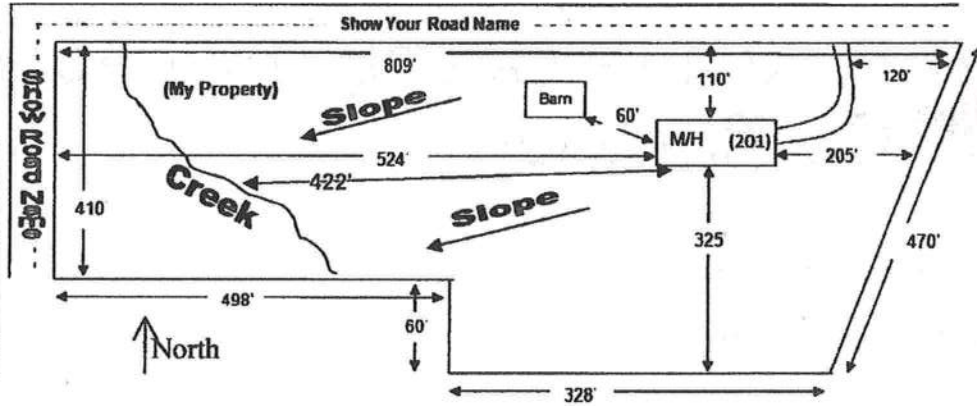 Show Your Road Name
SHOW ROAD NAME
809'
(My Property)
Slope
110'
120'
Barn
60'
M/H (201)
524'
205'
422'
Creek
410
Slope
325
470'
498'
60'
North
328'